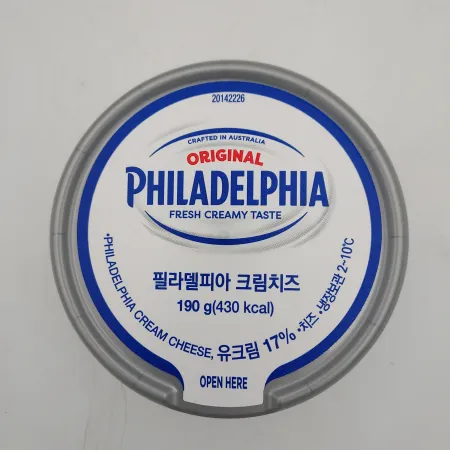 20142226
CRAFTED IN AUSTRALIA
ORIGINAL
PHILADELPHIA
FRESH CREAMY TASTE
필라델피아 크림치즈
190 g(430 kcal)
•PHILADELPHIA CREAM CHEESE, 유크림 17% •치즈 •냉장보관 2~10℃
OPEN HERE